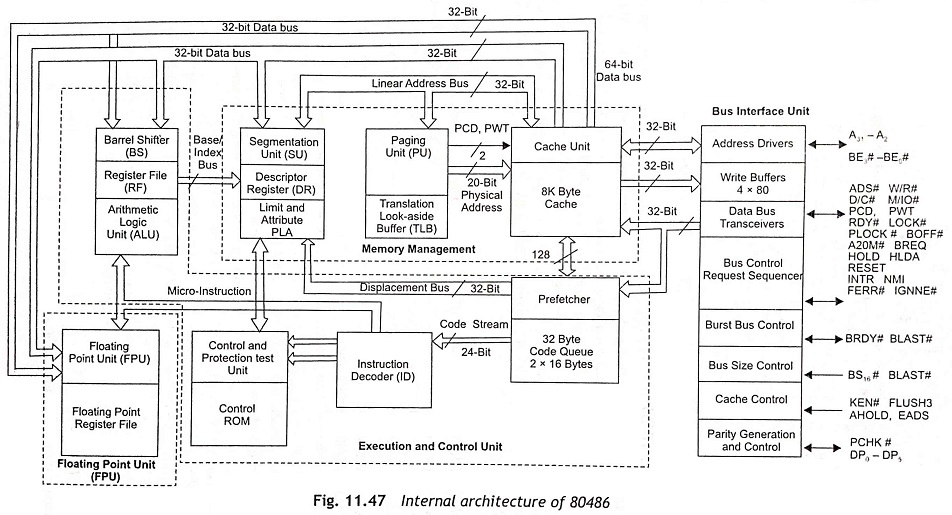 32-Bit
32-bit Data bus
32-Bit
32-bit Data bus
32-Bit
64-bit
Data bus
Linear Address Bus
32-Bit
Bus Interface Unit
Barrel Shifter
(BS)
Register File
(RF)
Arithmetic
Logic
Unit (ALU)
Base/
Index
Bus
Segmentation
Unit (SU)
Descriptor
Register (DR)
Limit and
Attribute
PLA
Paging
Unit (PU)
Translation
Look-aside
Buffer (TLB)
PCD, PWT
2
20-Bit
Physical
Address
Cache Unit
8K Byte
Cache
32-Bit
32-Bit
32-Bit
Address Drivers
Write Buffers
4 × 80
Data Bus
Transceivers
Bus Control
Request Sequencer
Burst Bus Control
Bus Size Control
Cache Control
Parity Generation
and Control
A3, – A2
ADS# W/R#
D/C# M/IO#
PCD, PWT
RDY# LOCK#
PLOCK# BOFF#
A20M# BREQ
HOLD HLDA
RESET
INTR NMI
FERR# IGNNE#
BRDY# BLAST#
BS16# BLAST#
KEN# FLUSH3
AHOLD, EADS
PCHK #
DP0 – DP5
Memory Management
128
Micro-Instruction
Displacement Bus
32-Bit
Prefetcher
32 Byte
Code Queue
2 × 16 Bytes
Code Stream
24-Bit
Floating
Point Unit (FPU)
Floating Point
Register File
Floating Point Unit
(FPU)
Control and
Protection test
Unit
Control
ROM
Instruction
Decoder (ID)
Execution and Control Unit
Fig. 11.47 Internal architecture of 80486